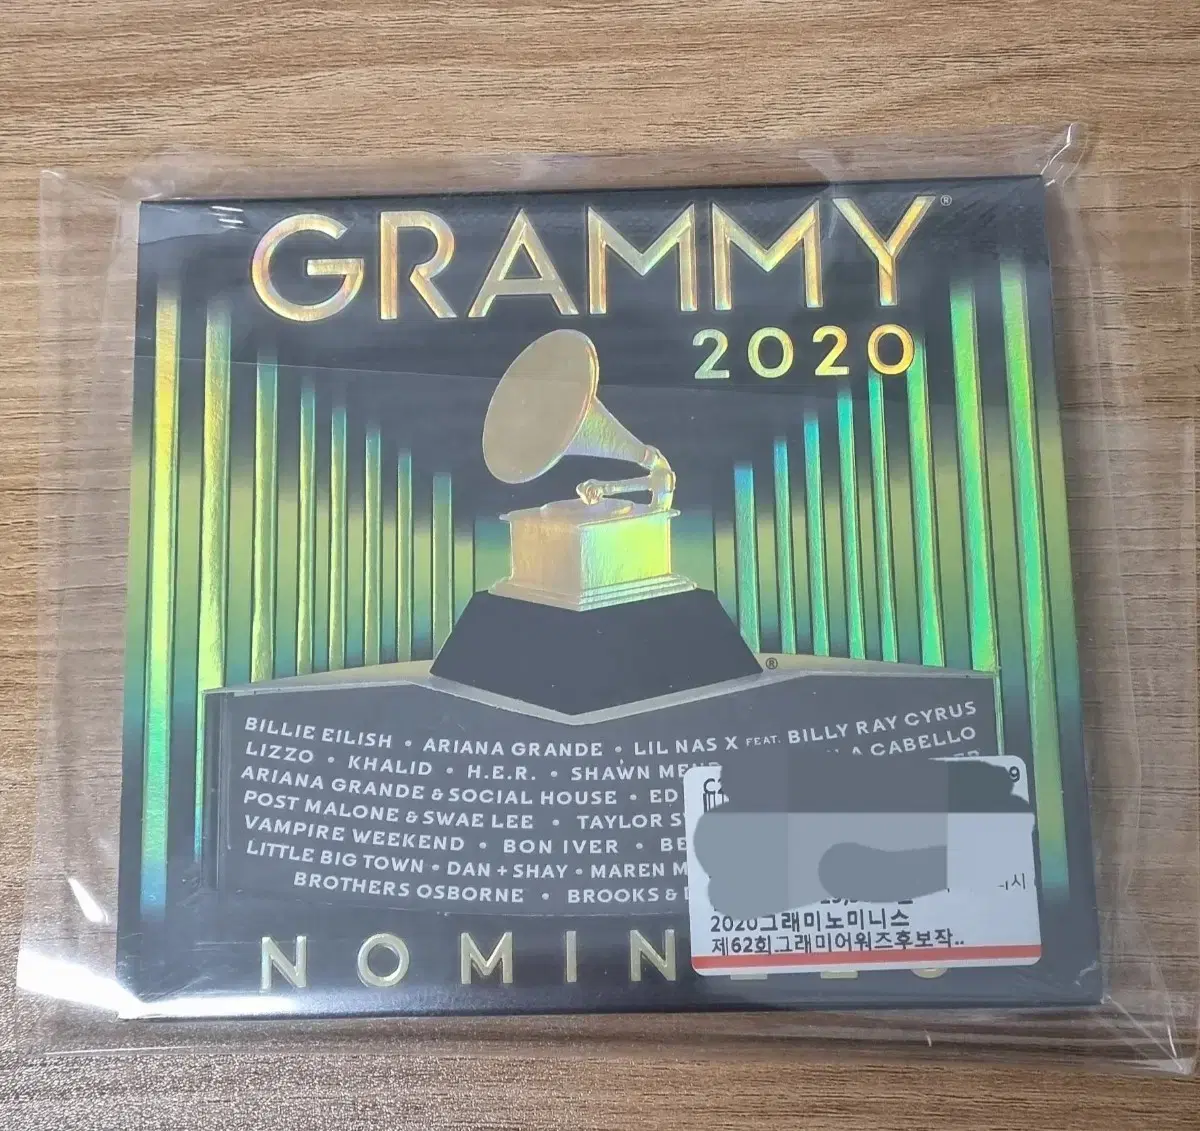 GRAMMY®
2020
®
BILLIE EILISH • ARIANA GRANDE • LIL NAS X FEAT. BILLY RAY CYRUS
LIZZO • KHALID • H.E.R. • SHAWN CABELLO
ARIANA GRANDE & SOCIAL HOUSE • ED
POST MALONE & SWAE LEE • TAYLOR
VAMPIRE WEEKEND • BON IVER •
LITTLE BIG TOWN • DAN + SHAY • MAREN
BROTHERS OSBORNE • BROOKS &
2020그래미노미니스
제62회그래미어워즈후보작..